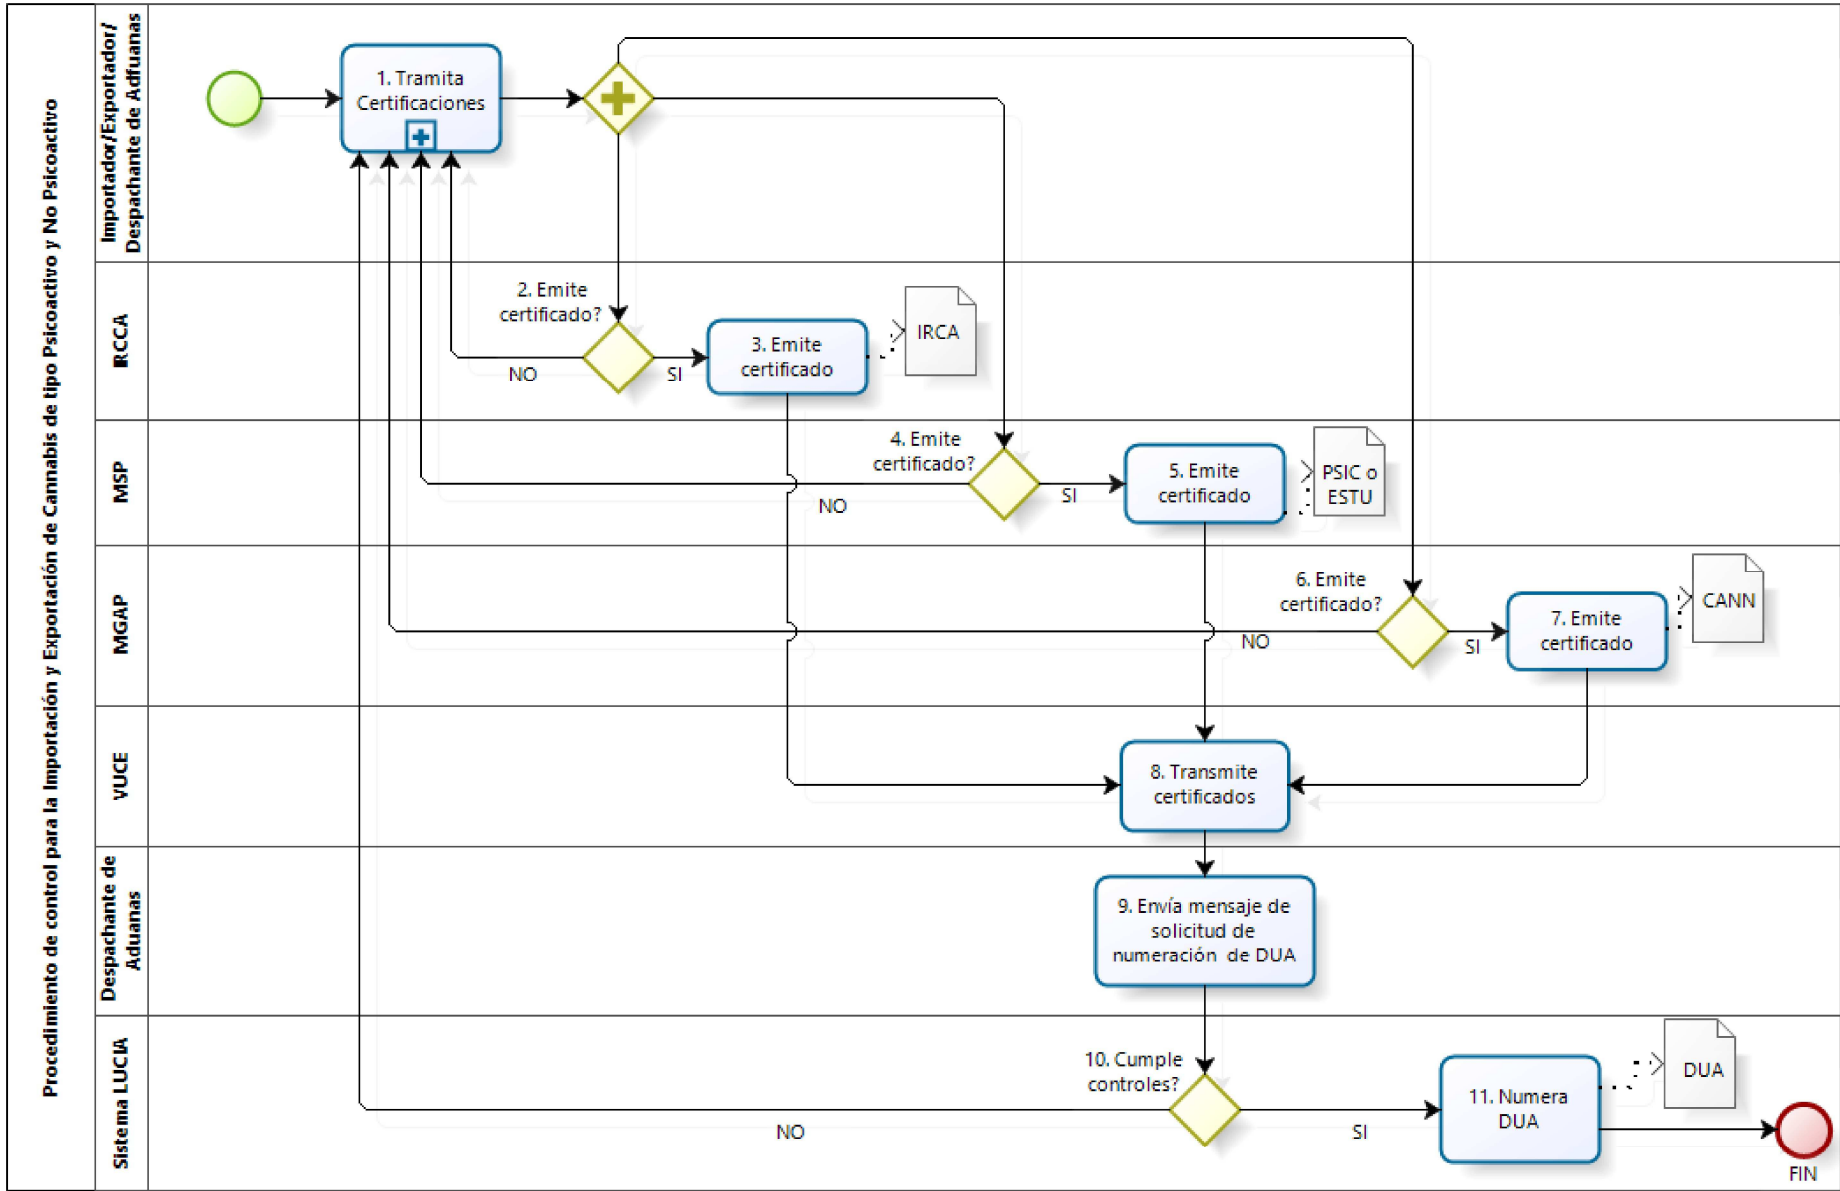 Procedimiento de control para la Importación y Exportación de Cannabis de tipo Psicoactivo y No Psicoactivo
Importador/Exportador/
Despachante de Adfuanas
1. Tramita
Certificaciones
IRCCA
2. Emite
certificado?
NO
SI
3. Emite
certificado
IRCA
MSP
4. Emite
certificado?
NO
SI
5. Emite
certificado
PSIC o
ESTU
MGAP
6. Emite
certificado?
NO
SI
7. Emite
certificado
CANN
VUCE
8. Transmite
certificados
Despachante de
Aduanas
9. Envía mensaje de
solicitud de
numeración de DUA
Sistema LUCIA
10. Cumple
controles?
NO
SI
11. Numera
DUA
DUA
FIN